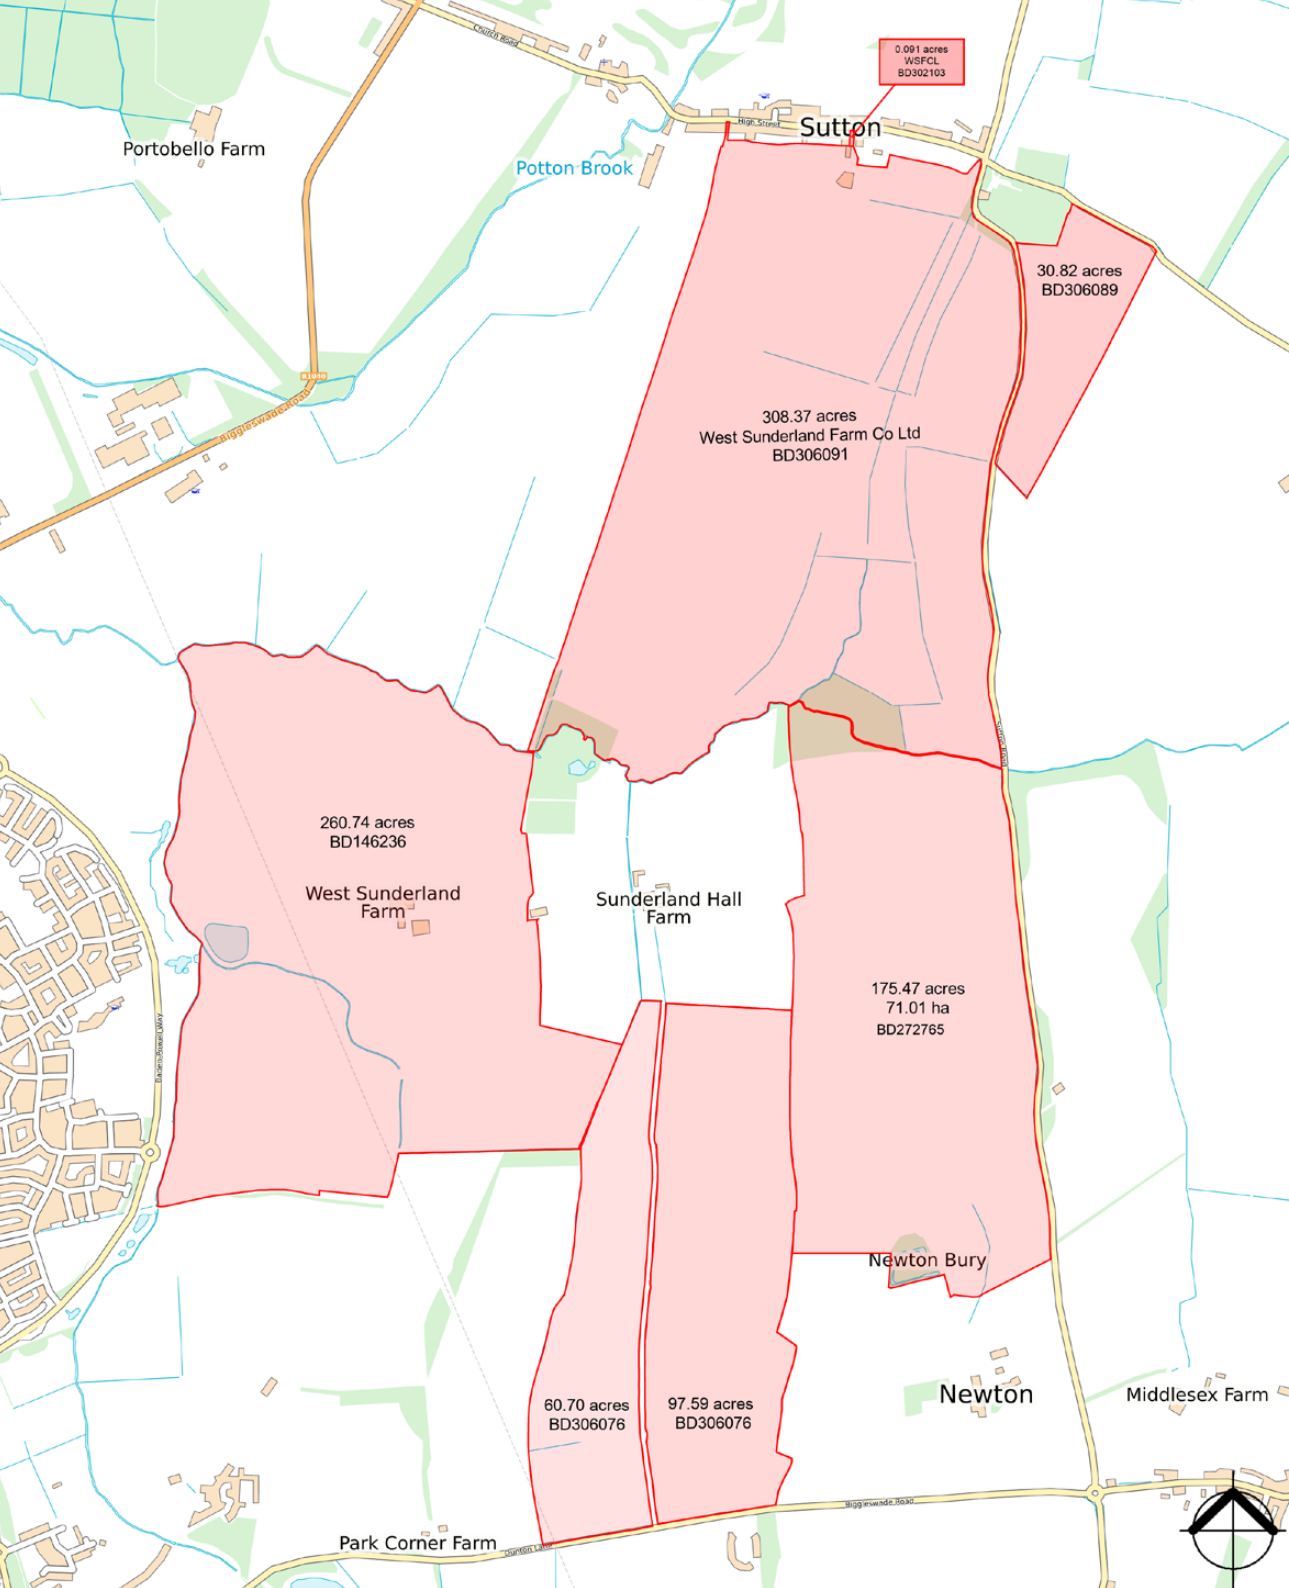 Church Road
0.091 acres
WSFCL
BD302103
High Street
Sutton
Portobello Farm
Potton Brook
30.82 acres
BD306089
B1040
Biggleswade Road
308.37 acres
West Sunderland Farm Co Ltd
BD306091
260.74 acres
BD146236
West Sunderland
Farm
Sunderland Hall
Farm
175.47 acres
71.01 ha
BD272765
Baden Powell Way
Newton Bury
60.70 acres
BD306076
97.59 acres
BD306076
Newton
Middlesex Farm
Biggleswade Road
Park Corner Farm
Dunton Lane